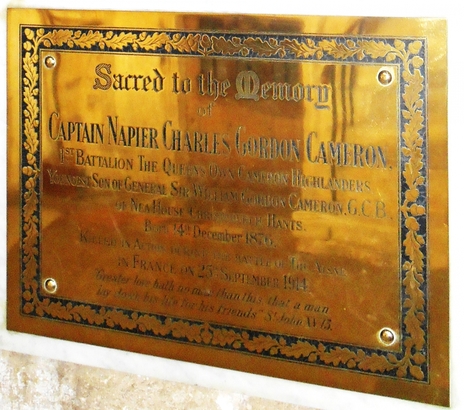 Sacred to the Memory
of
CAPTAIN NAPIER CHARLES GORDON CAMERON,
1ST BATTALION THE QUEEN'S OWN CAMERON HIGHLANDERS
YOUNGEST SON OF GENERAL SIR WILLIAM GORDON CAMERON, G.C.B.,
OF NEA HOUSE CHRISTCHURCH HANTS.
BORN 4th DECEMBER 1876.
KILLED IN ACTION DURING THE BATTLE OF THE AISNE
IN FRANCE ON 25th SEPTEMBER 1914.
"Greater love hath no man than this, that a man
lay down his life for his friends" St. John XV.13.